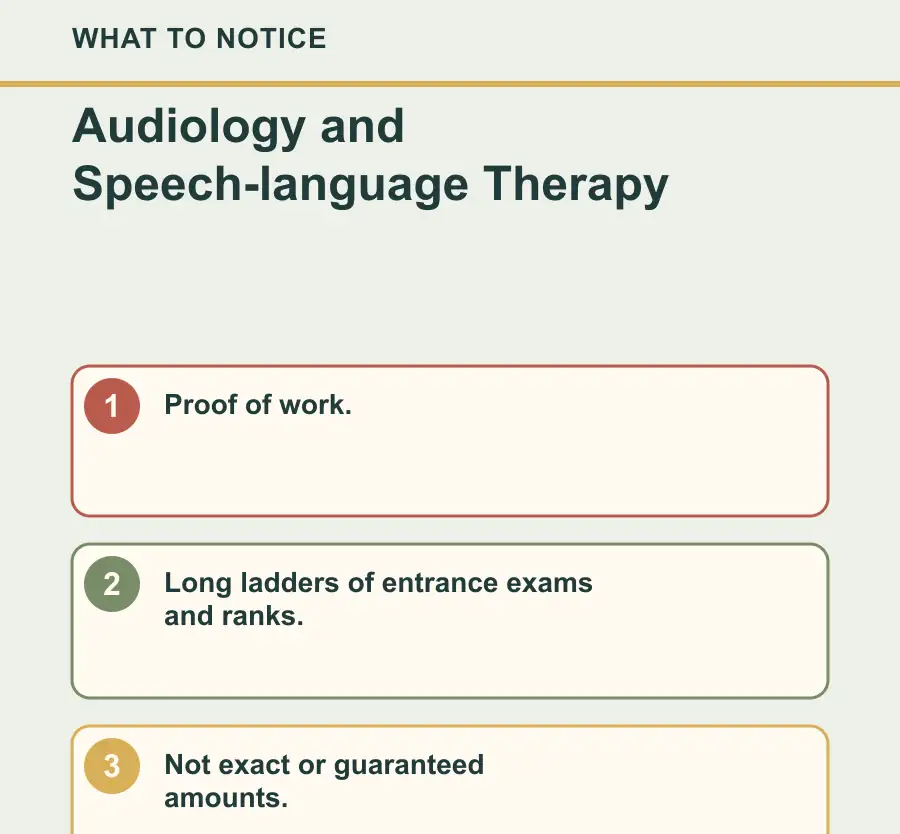 WHAT TO NOTICE
Audiology and
Speech-language Therapy
1
Proof of work.
2
Long ladders of entrance exams
and ranks.
3
Not exact or guaranteed
amounts.